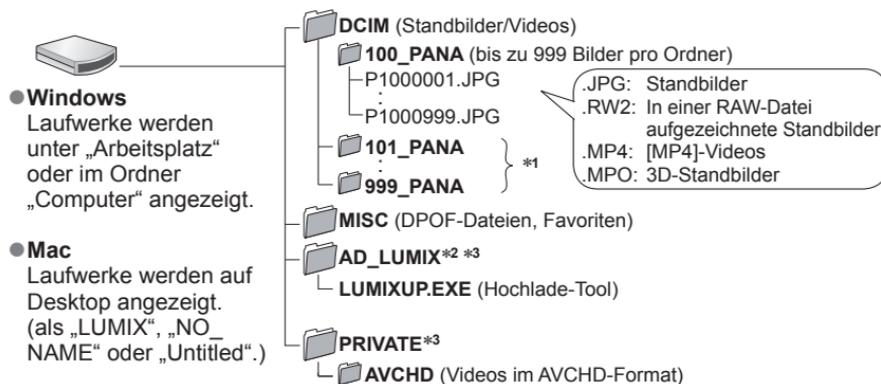 ●Windows
Laufwerke werden
unter „Arbeitsplatz“
oder im Ordner
„Computer“ angezeigt.
●Mac
Laufwerke werden auf
Desktop angezeigt.
(als „LUMIX“, „NO_
NAME“ oder „Untitled“.)
DCIM (Standbilder/Videos)
100_PANA (bis zu 999 Bilder pro Ordner)
P1000001.JPG
:
P1000999.JPG
101_PANA
:
999_PANA
*1
.JPG: Standbilder
.RW2: In einer RAW-Datei
aufgezeichnete Standbilder
.MP4: [MP4]-Videos
.MPO: 3D-Standbilder
MISC (DPOF-Dateien, Favoriten)
AD_LUMIX*2 *3
LUMIXUP.EXE (Hochlade-Tool)
PRIVATE*3
AVCHD (Videos im AVCHD-Format)